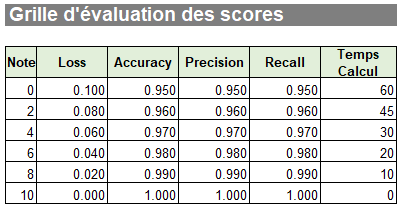 Grille d'évaluation des scores
Note Loss Accuracy Precision Recall Temps Calcul
0 0.100 0.950 0.950 0.950 60
2 0.080 0.960 0.960 0.960 45
4 0.060 0.970 0.970 0.970 30
6 0.040 0.980 0.980 0.980 20
8 0.020 0.990 0.990 0.990 10
10 0.000 1.000 1.000 1.000 0